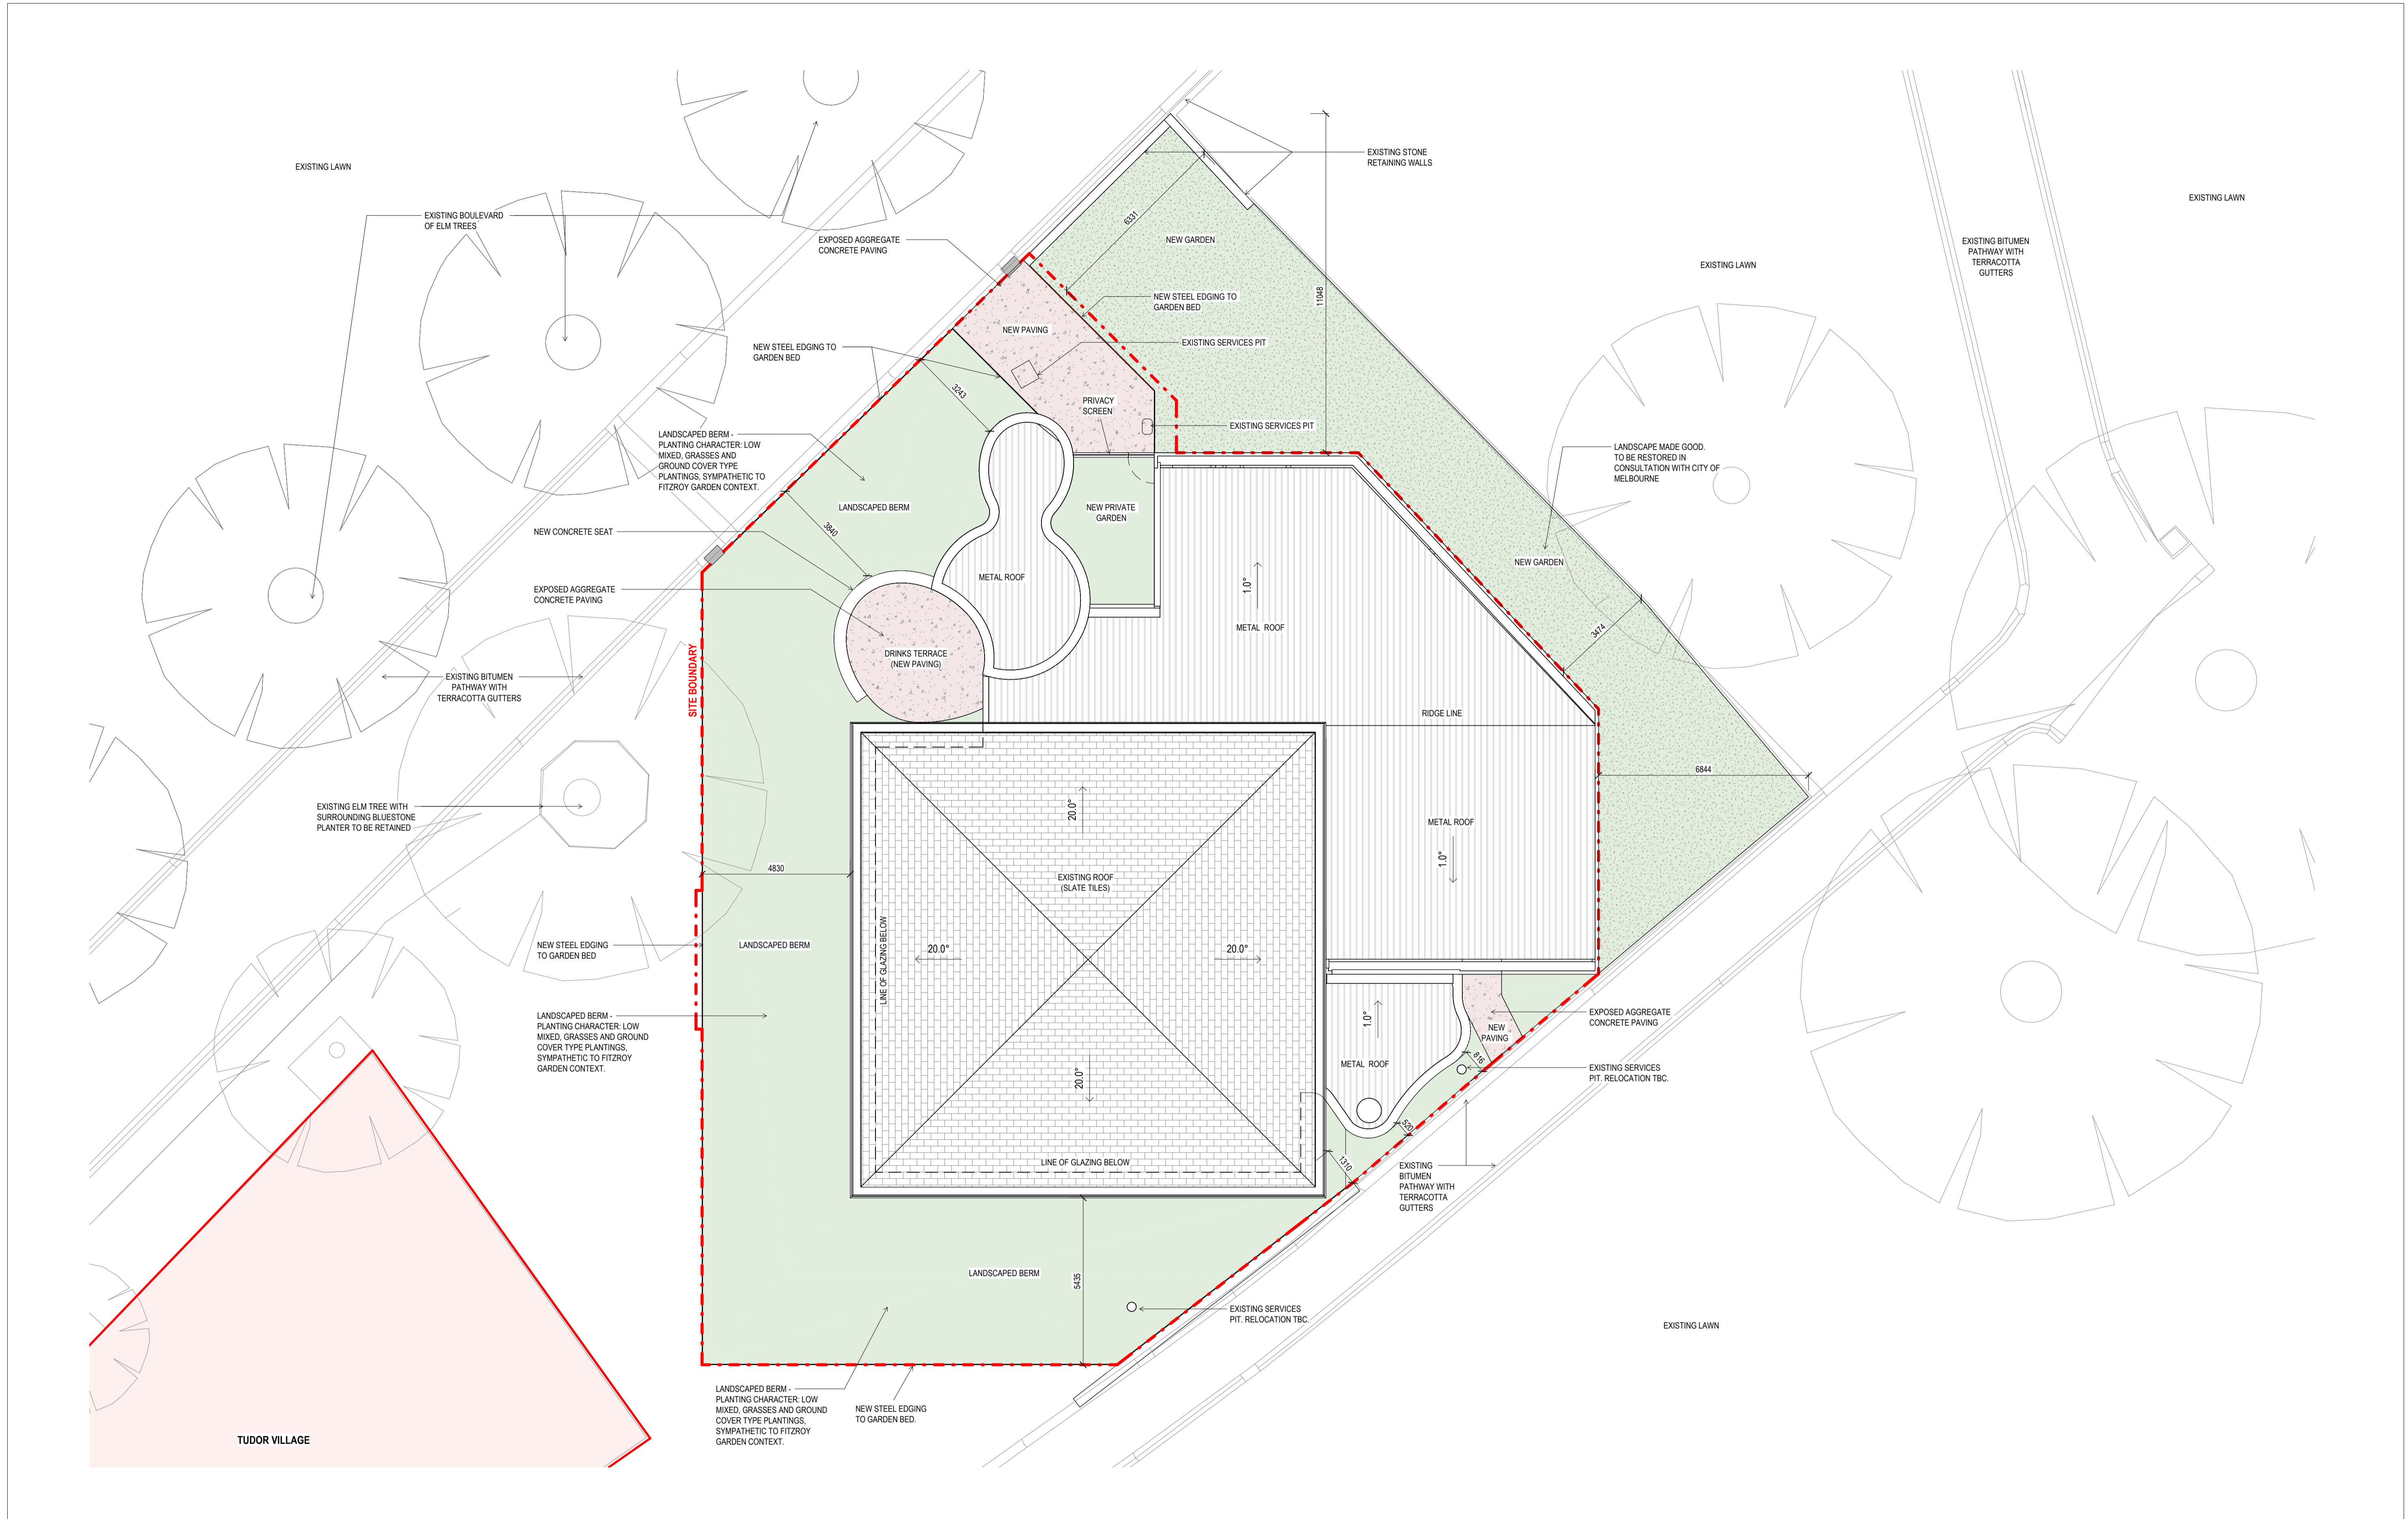 EXISTING STONE
RETAINING WALLS
EXISTING LAWN
EXISTING LAWN
EXISTING BOULEVARD
OF ELM TREES
6331
EXPOSED AGGREGATE
CONCRETE PAVING
NEW GARDEN
EXISTING BITUMEN
PATHWAY WITH
TERRACOTTA
GUTTERS
EXISTING LAWN
11048
NEW STEEL EDGING TO
GARDEN BED
NEW PAVING
EXISTING SERVICES PIT
NEW STEEL EDGING TO
GARDEN BED
3243
PRIVACY
SCREEN
EXISTING SERVICES PIT
LANDSCAPED BERM -
PLANTING CHARACTER: LOW
MIXED, GRASSES AND
GROUND COVER TYPE
PLANTINGS, SYMPATHETIC TO
FITZROY GARDEN CONTEXT.
LANDSCAPE MADE GOOD.
TO BE RESTORED IN
CONSULTATION WITH CITY OF
MELBOURNE
LANDSCAPED BERM
NEW PRIVATE
GARDEN
3840
NEW CONCRETE SEAT
NEW GARDEN
METAL ROOF
1.0°
EXPOSED AGGREGATE
CONCRETE PAVING
METAL ROOF
3474
DRINKS TERRACE
(NEW PAVING)
SITE BOUNDARY
EXISTING BITUMEN
PATHWAY WITH
TERRACOTTA GUTTERS
RIDGE LINE
6844
EXISTING ELM TREE WITH
SURROUNDING BLUESTONE
PLANTER TO BE RETAINED
20.0°
METAL ROOF
1.0°
4830
EXISTING ROOF
(SLATE TILES)
LINE OF GLAZING BELOW
NEW STEEL EDGING
TO GARDEN BED
LANDSCAPED BERM
20.0°
20.0°
LANDSCAPED BERM -
PLANTING CHARACTER: LOW
MIXED, GRASSES AND GROUND
COVER TYPE PLANTINGS,
SYMPATHETIC TO FITZROY
GARDEN CONTEXT.
1.0°
EXPOSED AGGREGATE
CONCRETE PAVING
NEW
PAVING
METAL ROOF
816
EXISTING SERVICES
PIT. RELOCATION TBC.
20.0°
520
LINE OF GLAZING BELOW
1310
EXISTING
BITUMEN
PATHWAY WITH
TERRACOTTA
GUTTERS
LANDSCAPED BERM
5435
EXISTING SERVICES
PIT. RELOCATION TBC.
EXISTING LAWN
LANDSCAPED BERM -
PLANTING CHARACTER: LOW
MIXED, GRASSES AND GROUND
COVER TYPE PLANTINGS,
SYMPATHETIC TO FITZROY
GARDEN CONTEXT.
NEW STEEL EDGING
TO GARDEN BED.
TUDOR VILLAGE